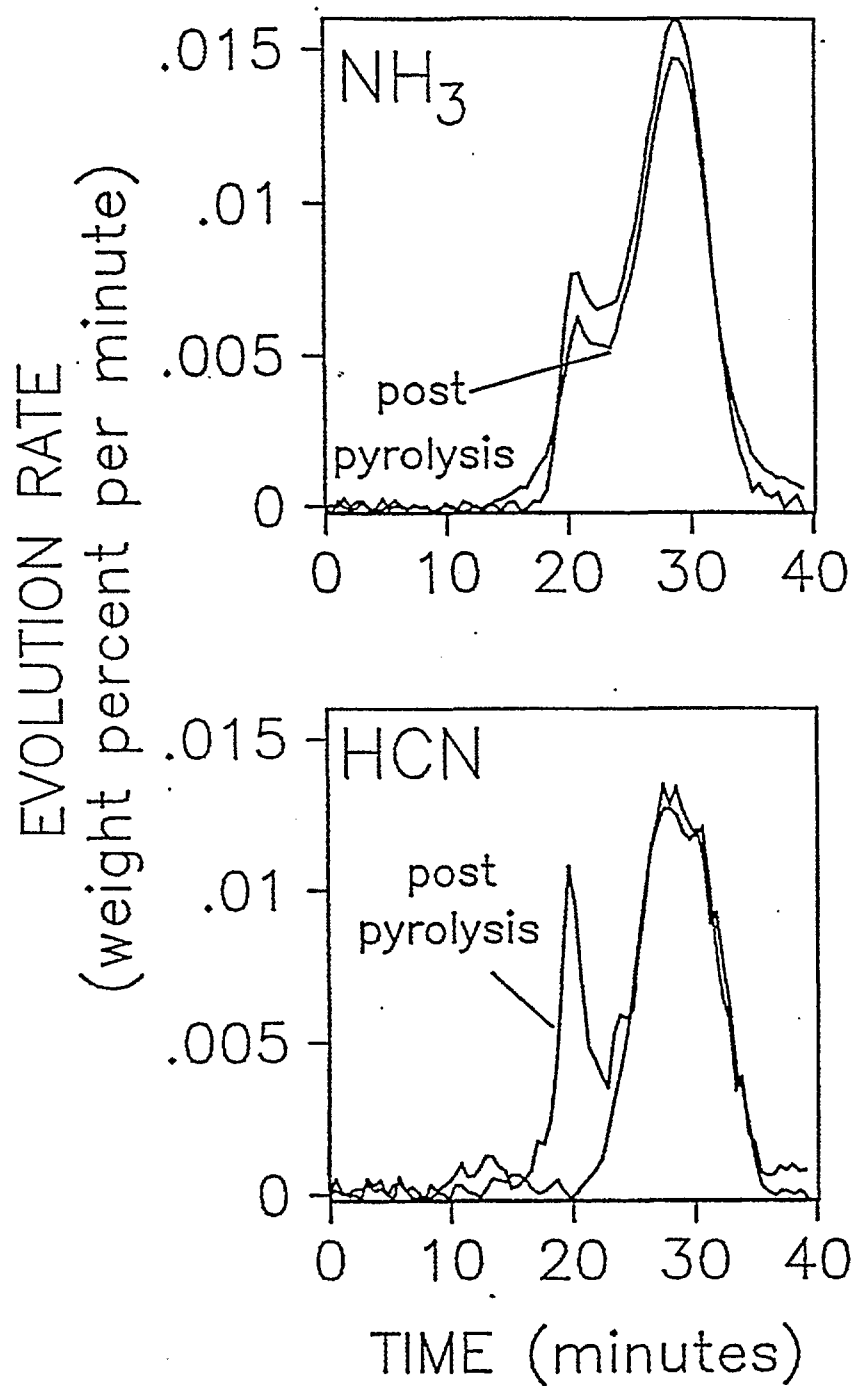 EVOLUTION RATE
(weight percent per minute)
NH3
.015
.01
.005
0
post
pyrolysis
0 10 20 30 40
HCN
.015
.01
.005
0
post
pyrolysis
0 10 20 30 40
TIME (minutes)